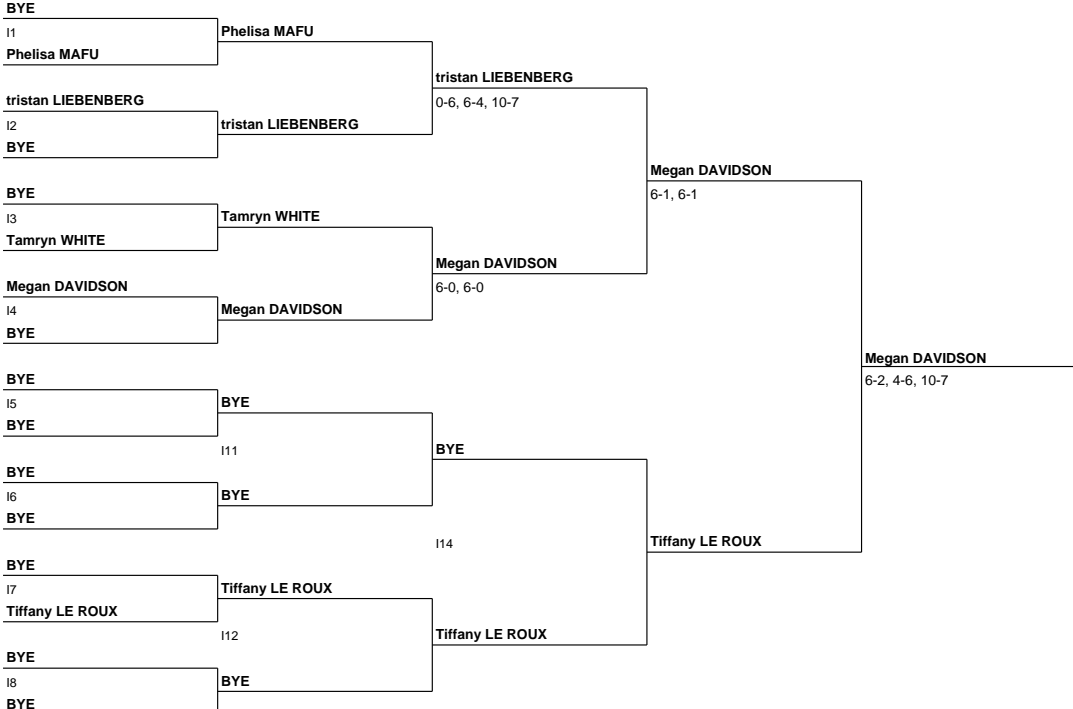 BYE
I1
Phelisa MAFU
Phelisa MAFU
tristan LIEBENBERG
0-6, 6-4, 10-7
tristan LIEBENBERG
I2
BYE
tristan LIEBENBERG
Megan DAVIDSON
6-1, 6-1
BYE
I3
Tamryn WHITE
Tamryn WHITE
Megan DAVIDSON
6-0, 6-0
Megan DAVIDSON
I4
BYE
Megan DAVIDSON
Megan DAVIDSON
6-2, 4-6, 10-7
BYE
I5
BYE
BYE
I11
BYE
BYE
I6
BYE
BYE
I14
Tiffany LE ROUX
BYE
I7
Tiffany LE ROUX
Tiffany LE ROUX
I12
Tiffany LE ROUX
BYE
I8
BYE
BYE